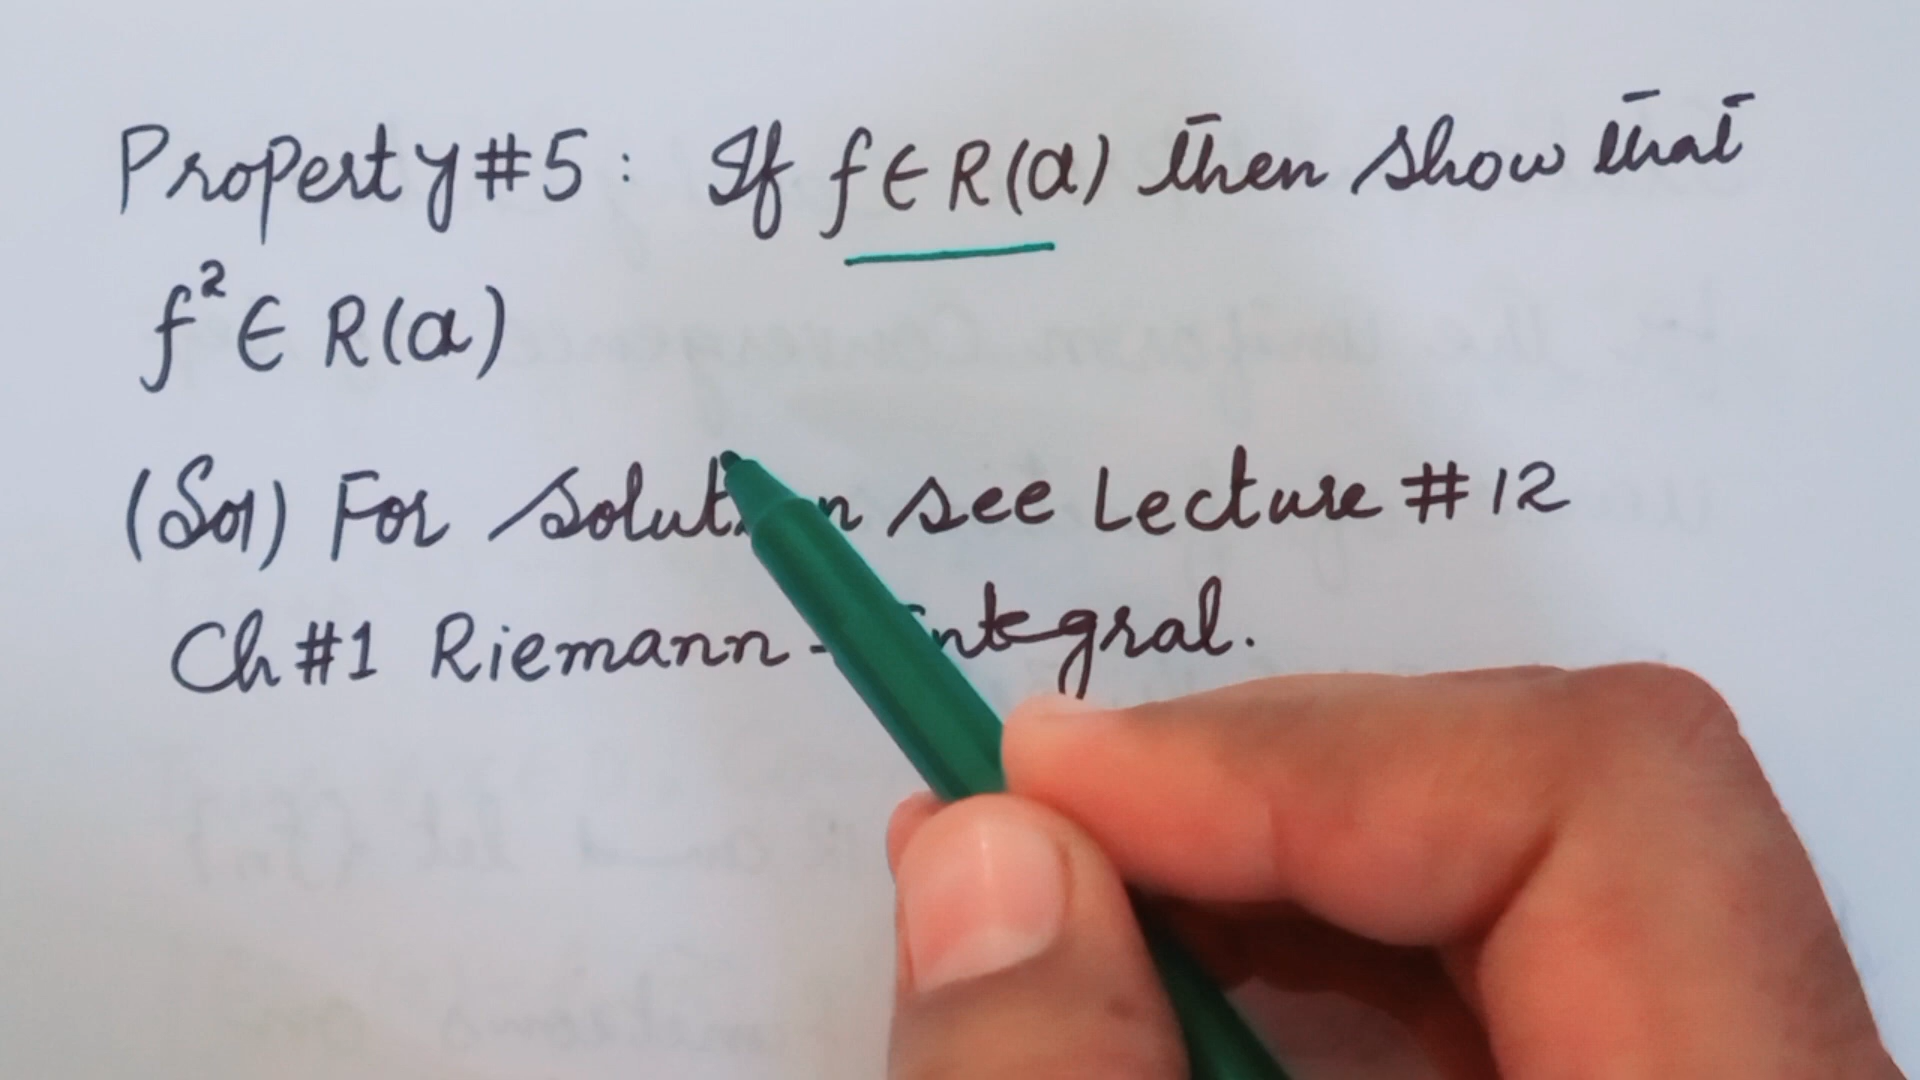 Property #5: If f ∈ R(α) then show that
f² ∈ R(α)
(Sol) For see Lecture #12
Ch #1 Riemann -